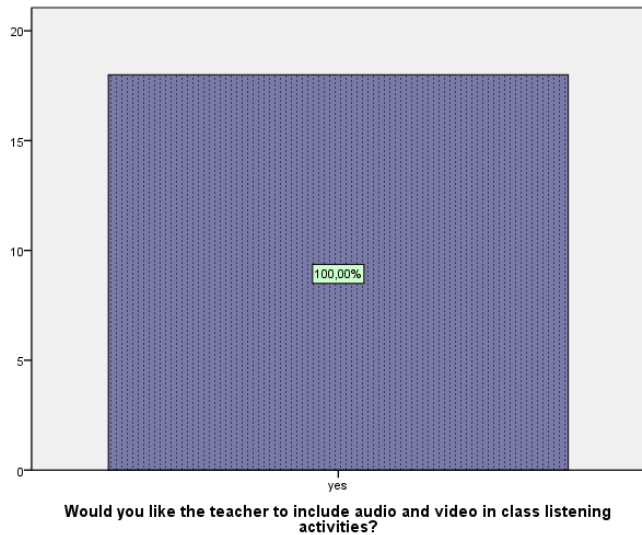 20
15
10
5
0
100,00%
yes
Would you like the teacher to include audio and video in class listening
activities?